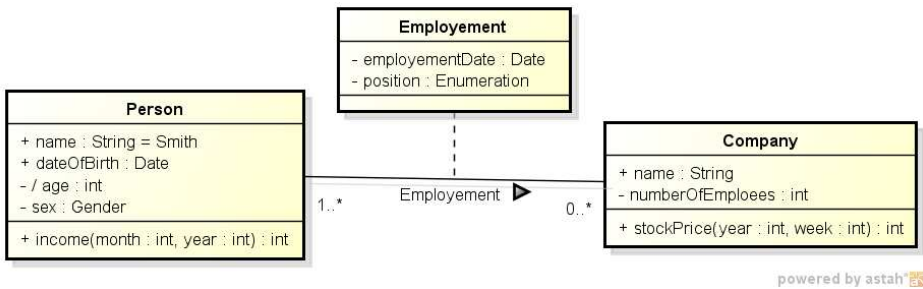 Employement
- employementDate : Date
- position : Enumeration
Person
+ name : String = Smith
+ dateOfBirth : Date
- / age : int
- sex : Gender
+ income(month : int, year : int) : int
1..*
Employement
0..*
Company
+ name : String
- numberOfEmploees : int
+ stockPrice(year : int, week : int) : int
powered by astah*